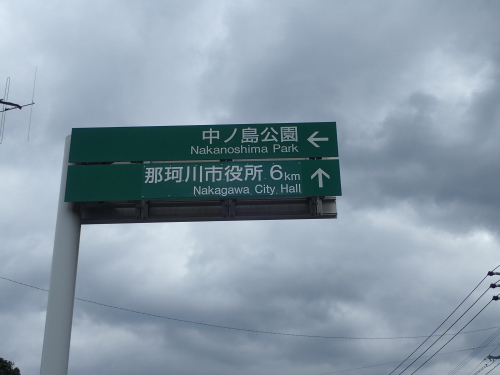 中ノ島公園 ←
Nakanoshima Park
那珂川市役所 6km ↑
Nakagawa City Hall